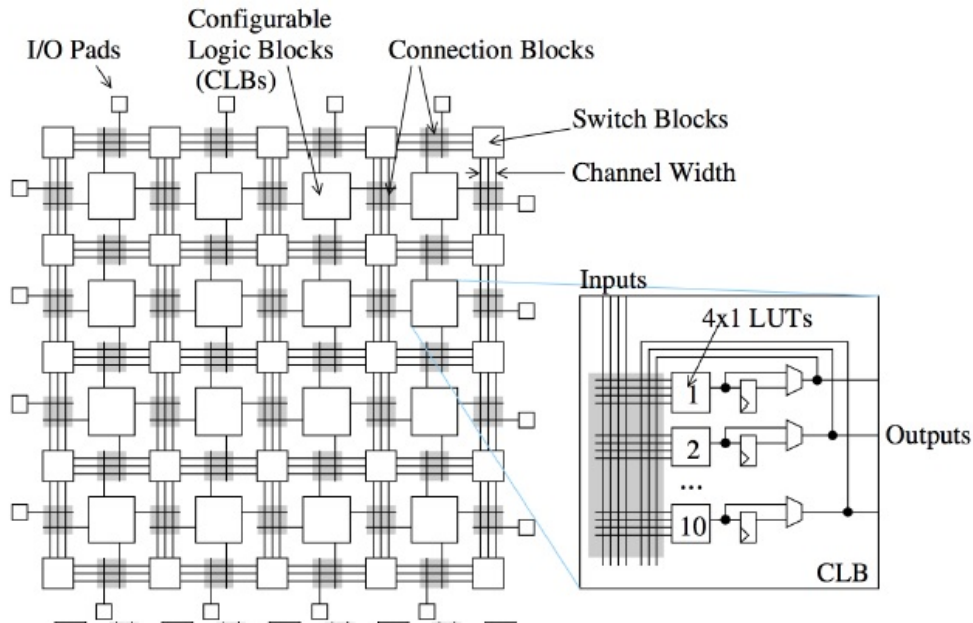 Configurable
I/O Pads
Logic Blocks
Connection Blocks
(CLBs)
Switch Blocks
Channel Width
Inputs
4x1 LUTs
1
2
Outputs
...
10
CLB